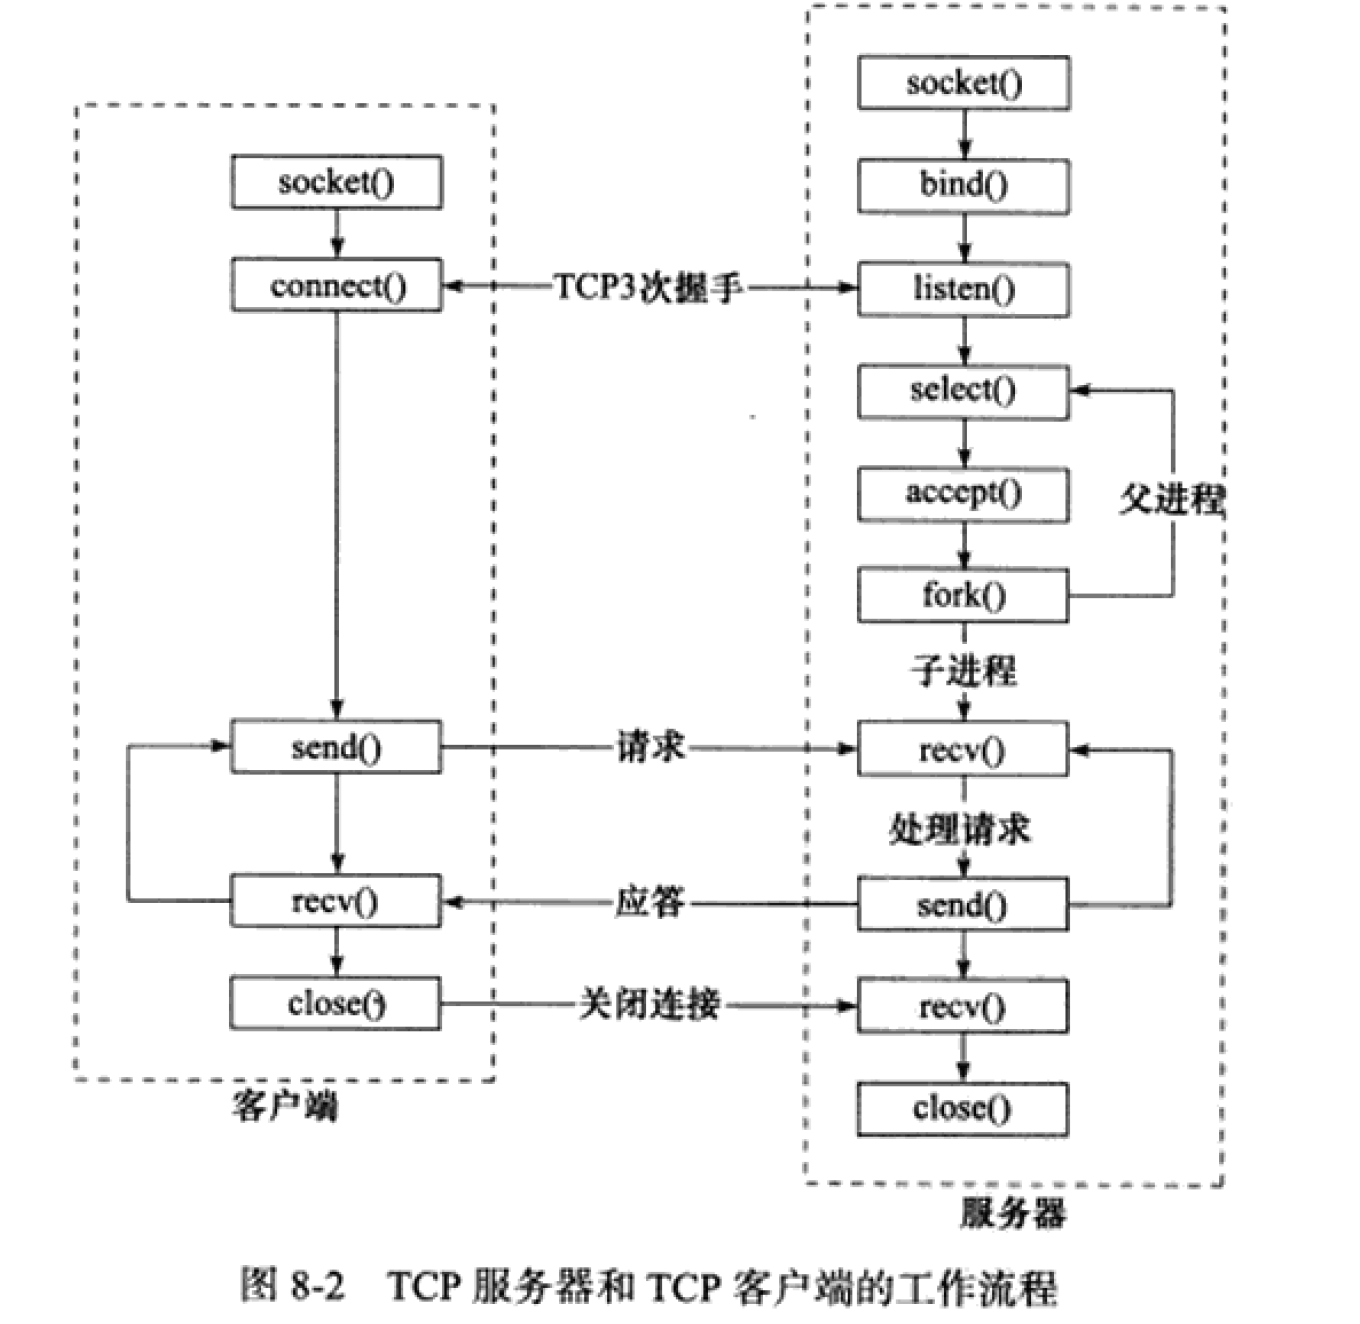 socket()
bind()
socket()
connect()
TCP3次握手
listen()
select()
accept()
父进程
fork()
子进程
send()
请求
recv()
处理请求
recv()
应答
send()
close()
关闭连接
recv()
close()
客户端
服务器
图 8-2 TCP 服务器和 TCP 客户端的工作流程